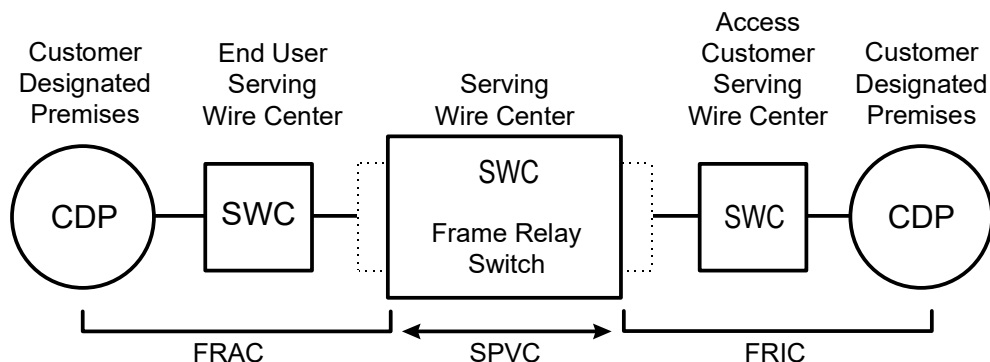 Customer
Designated
Premises
End User
Serving
Wire Center
Serving
Wire Center
Access
Customer
Serving
Wire Center
Customer
Designated
Premises
CDP
SWC
SWC
Frame Relay
Switch
SWC
CDP
FRAC
SPVC
FRIC